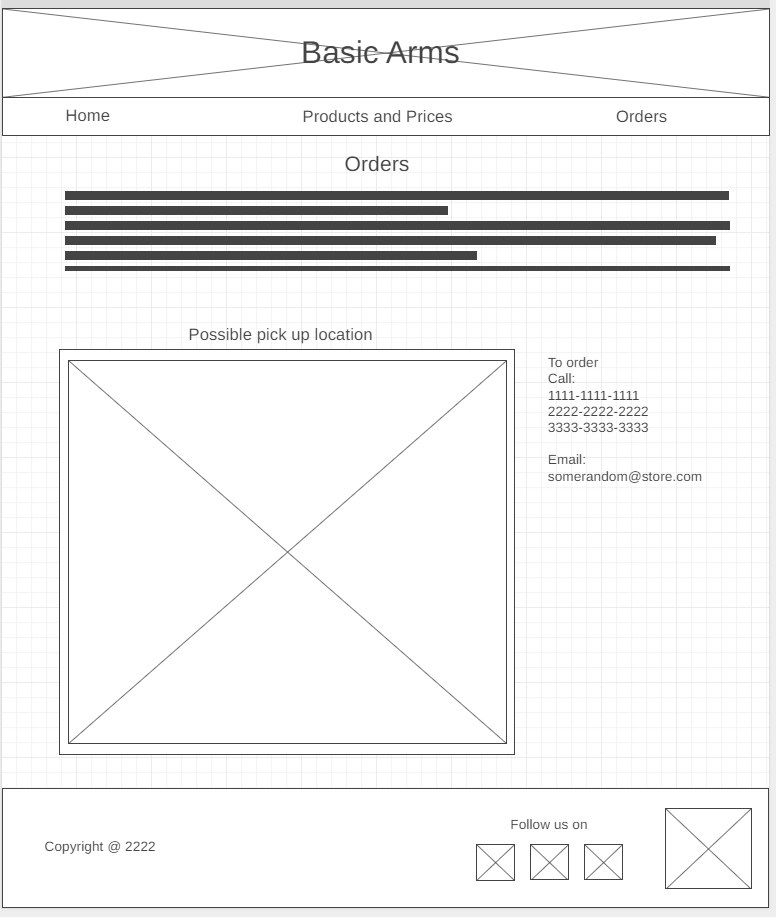 Basic Arms
Home Products and Prices Orders
Orders
Possible pick up location
To order
Call:
1111-1111-1111
2222-2222-2222
3333-3333-3333
Email:
somerandom@store.com
Follow us on
Copyright @ 2222